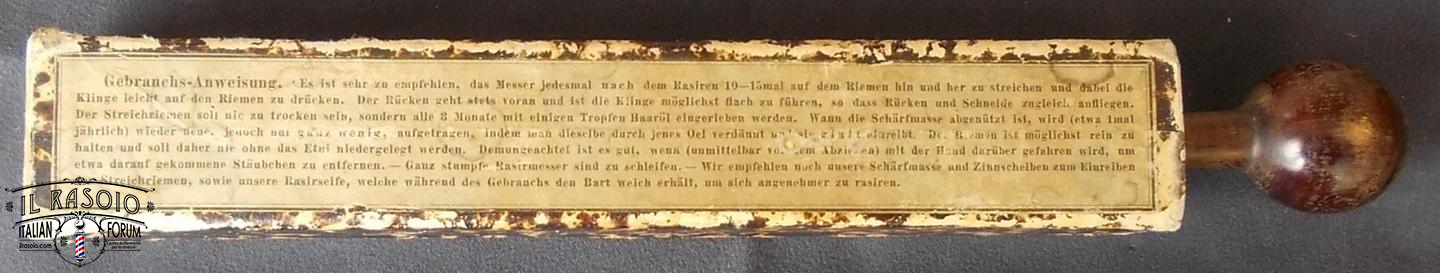 Gebrauchs-Anweisung. Es ist sehr zu empfehlen, das Messer jedesmal nach dem Rasiren 10—15mal auf dem Riemen hin und her zu streichen und dabei die
Klinge leicht auf den Riemen zu drücken. Der Rücken geht stets voran und ist die Klinge möglichst flach zu führen, so dass Rücken und Schneide zugleich aufliegen.
Der Streichriemen soll nie zu trocken sein, sondern alle 3 Monate mit einigen Tropfen Haaröl eingerieben werden. Wenn die Schärfmasse abgenützt ist, wird (etwa 1mal
jährlich) wieder neue, jedoch nur ganz wenig, aufgetragen, indem man dieselbe durch jenes Oel verdünnt und sie glatt einreibt. Der Riemen ist möglichst rein zu
halten und soll daher nie ohne das Etui niedergelegt werden. Demungeachtet ist es gut, wenn (unmittelbar vor dem Abziehen) mit der Hand darüber gefahren wird, um
etwa darauf gekommene Stäubchen zu entfernen. — Ganz stumpfe Rasirmesser sind zu schleifen. — Wir empfehlen noch unsere Schärfmasse und Zinnscheiben zum Einreiben
Streichriemen, sowie unsere Rasirseife, welche während des Gebrauchs den Bart weich erhält, um sich angenehmer zu rasiren.
IL RASOIO
ITALIAN FORUM
ilrasoio.com